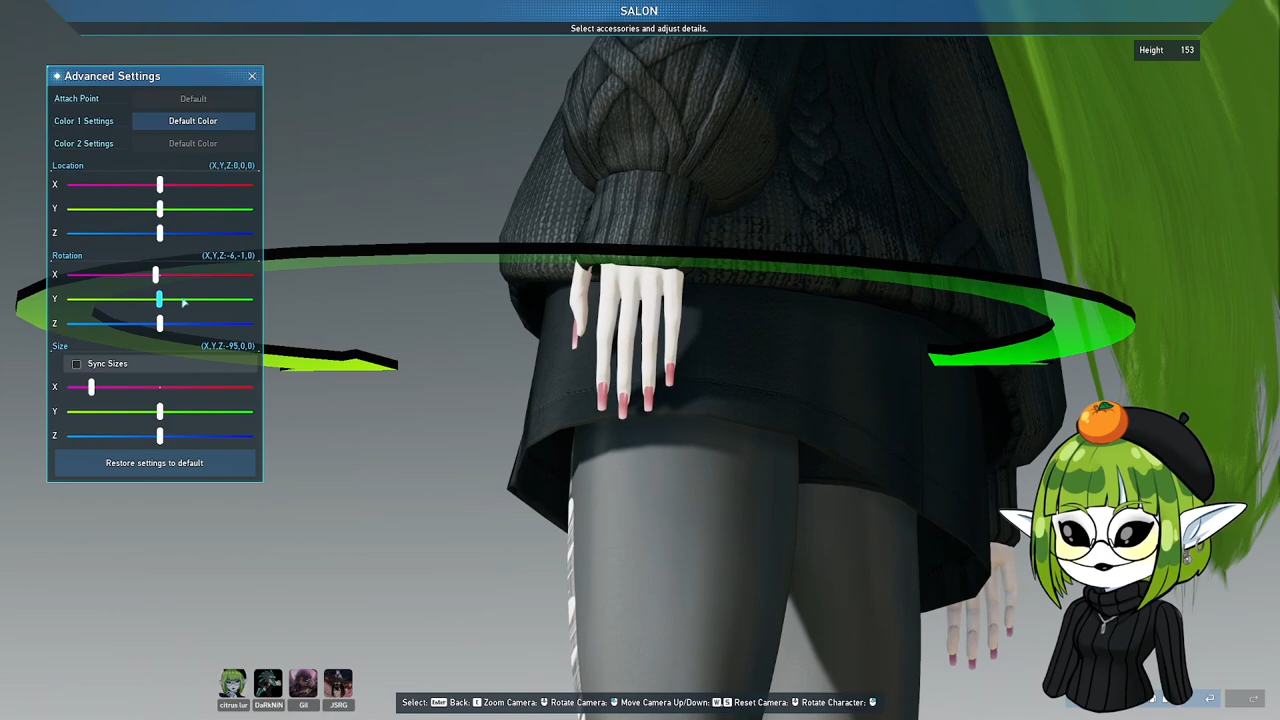 SALON
Select accessories and adjust details.
Height 153
Advanced Settings
Attach Point Default
Color 1 Settings Default Color
Color 2 Settings Default Color
Location (X,Y,Z:0,0,0)
X
Y
Z
Rotation (X,Y,Z:-6,-1,0)
X
Y
Z
Size (X,Y,Z:-95,0,0)
Sync Sizes
X
Y
Z
Restore settings to default
citrus lur DaRkNiN Gil JSRG
Select: Enter Back: Zoom Camera: Rotate Camera: Move Camera Up/Down: W, S Reset Camera: Rotate Character: